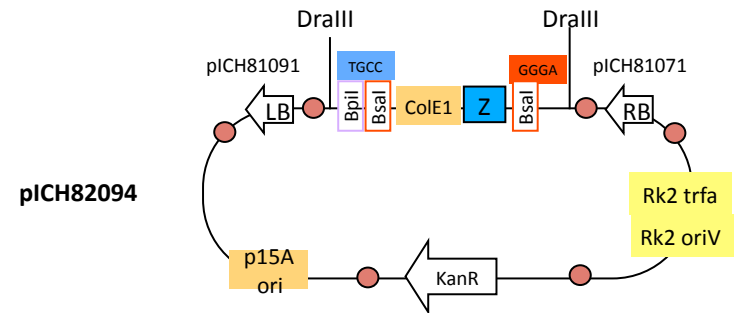 DraIII DraIII
pICH81091 TGCC GGGA pICH81071
LB BpiI BsaI ColE1 Z BsaI RB
pICH82094
Rk2 trfa
Rk2 oriV
p15A
ori
KanR